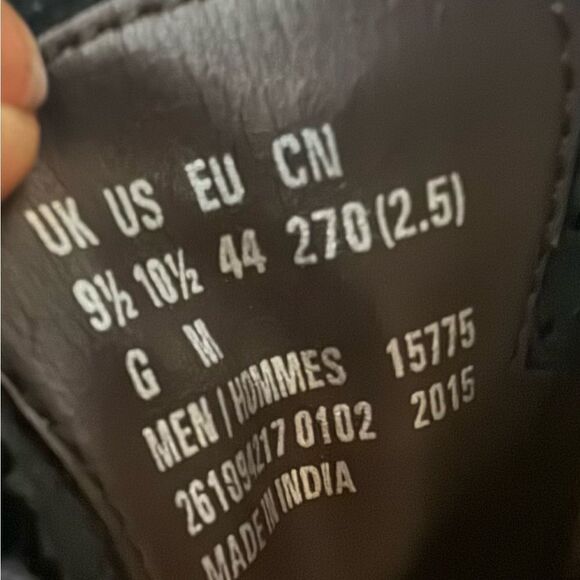 UK US EU CN
9½ 10½ 44 270(2.5)
G M
MEN / HOMMES 15775
261994217 0102 2015
MADE IN INDIA